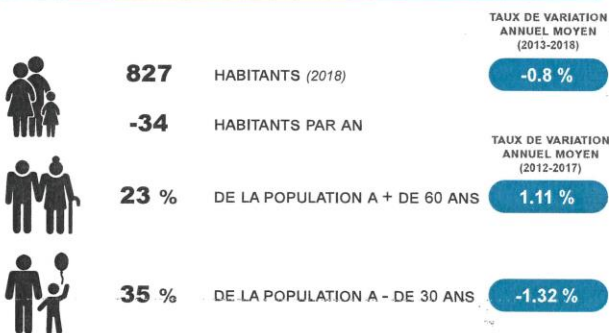 TAUX DE VARIATION
ANNUEL MOYEN
(2013-2018)
827 HABITANTS (2018) -0.8 %
-34 HABITANTS PAR AN
TAUX DE VARIATION
ANNUEL MOYEN
(2012-2017)
23 % DE LA POPULATION A + DE 60 ANS 1.11 %
35 % DE LA POPULATION A - DE 30 ANS -1.32 %